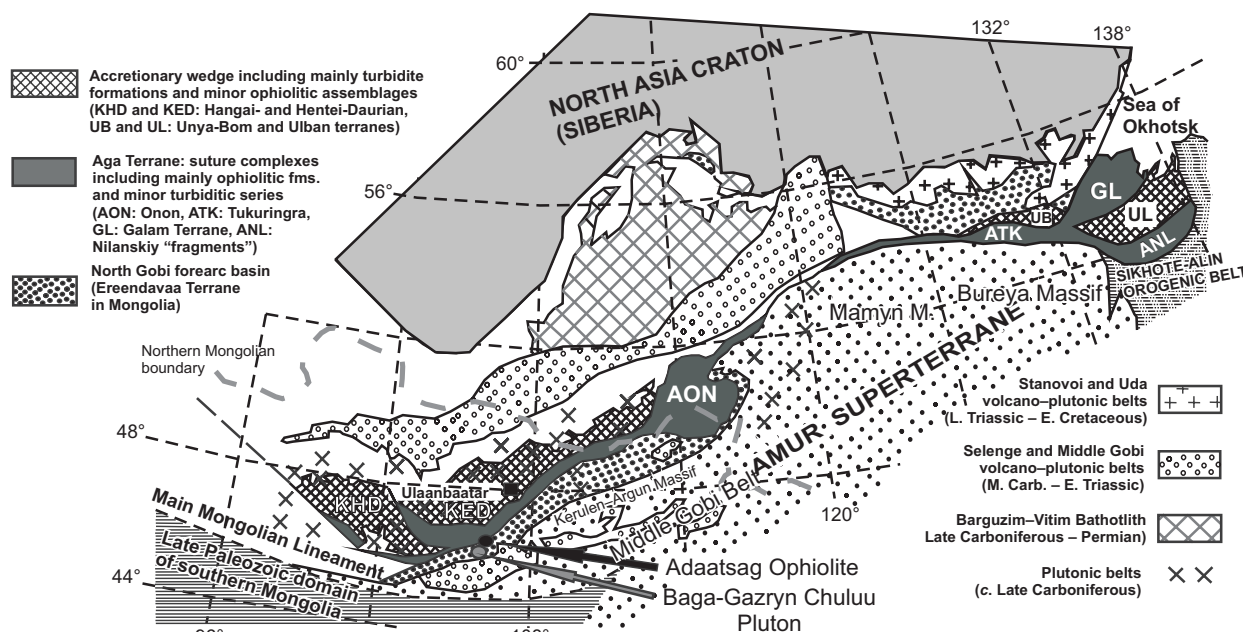 60°
132°
138°
NORTH ASIA CRATON
(SIBERIA)
Sea of
Okhotsk
56°
Accretionary wedge including mainly turbidite
formations and minor ophiolitic assemblages
(KHD and KED: Hangai- and Hentei-Daurian,
UB and UL: Unya-Bom and Ulban terranes)
Aga Terrane: suture complexes
including mainly ophiolitic fms.
and minor turbiditic series
(AON: Onon, ATK: Tukuringra,
GL: Galam Terrane, ANL:
Nilanskiy “fragments”)
North Gobi forearc basin
(Ereendavaa Terrane
in Mongolia)
GL
UL
UB
ATK
ANL
SIKHOTE-ALIN
OROGENIC BELT
Bureya Massif
Mamyn M.
AMUR SUPERTERRANE
Northern Mongolian
boundary
AON
48°
Ulaanbaatar
KHD
KED
Kerulen-Argun Massif
Middle Gobi Belt
120°
Main Mongolian Lineament
Late Paleozoic domain
of southern Mongolia
44°
Adaatsag Ophiolite
Baga-Gazryn Chuluu
Pluton
Stanovoi and Uda
volcano–plutonic belts
(L. Triassic – E. Cretaceous)
Selenge and Middle Gobi
volcano–plutonic belts
(M. Carb. – E. Triassic)
Barguzim–Vitim Bathotlith
Late Carboniferous – Permian)
Plutonic belts
(c. Late Carboniferous)